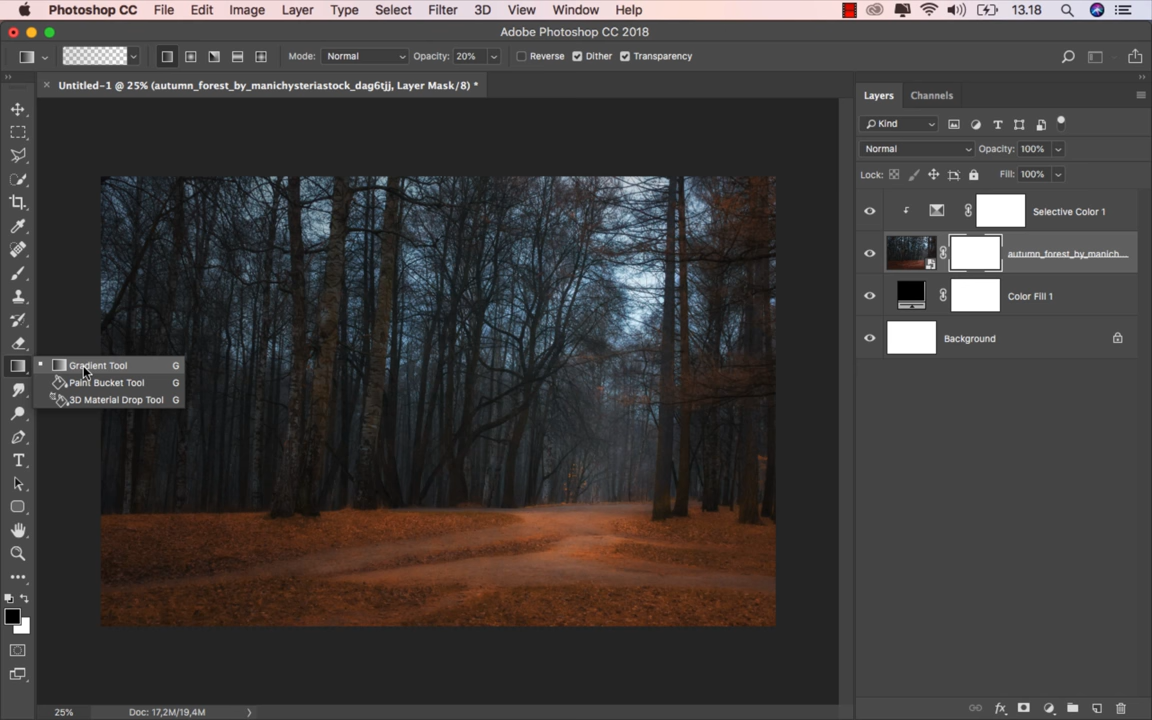 Photoshop CC File Edit Image Layer Type Select Filter 3D View Window Help 13.18
Adobe Photoshop CC 2018
Mode: Normal Opacity: 20% Reverse Dither Transparency
Untitled-1 @ 25% (autumn_forest_by_manichysteriastock_dag6tjj, Layer Mask/8) *
Layers Channels
Kind
Normal Opacity: 100%
Lock: Fill: 100%
Selective Color 1
autumn_forest_by_manich...
Color Fill 1
Background
Gradient Tool G
Paint Bucket Tool G
3D Material Drop Tool G
25% Doc: 17,2M/19,4M